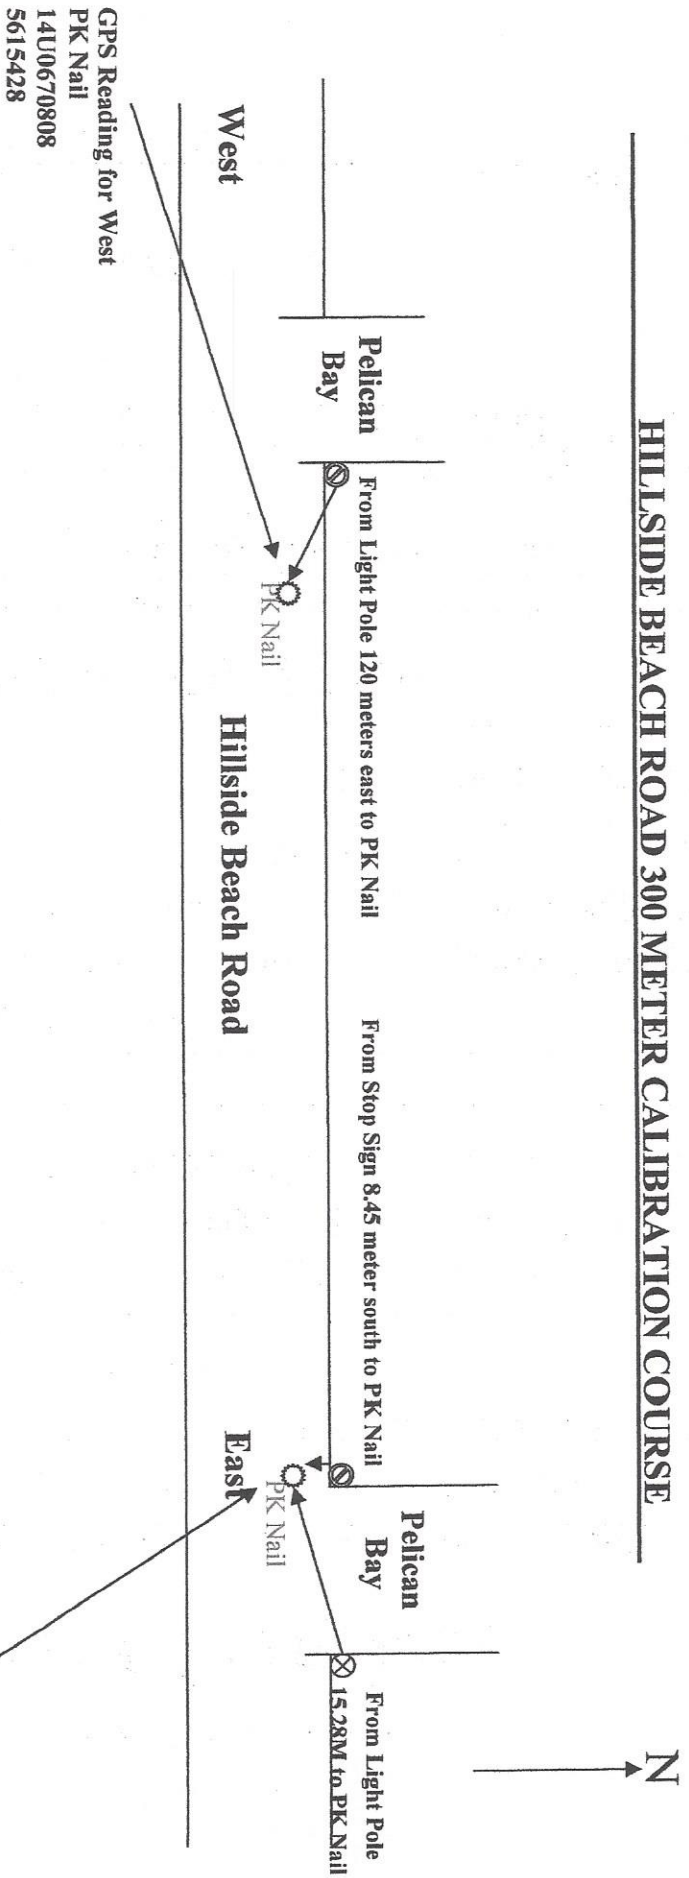 HILLSIDE BEACH ROAD 300 METER CALIBRATION COURSE
N
Pelican
Bay
From Light Pole 120 meters east to PK Nail
From Stop Sign 8.45 meter south to PK Nail
Pelican
Bay
From Light Pole
15.28M to PK Nail
PK Nail
PK Nail
West
Hillside Beach Road
East
GPS Reading for West
PK Nail
14U0670808
5615428